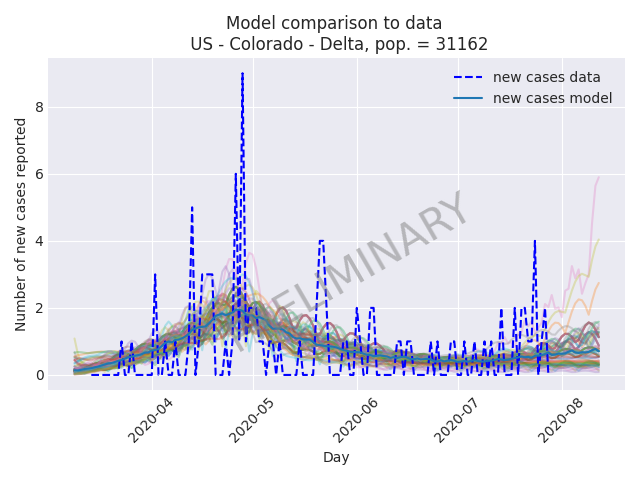 Model comparison to data
US - Colorado - Delta, pop. = 31162
new cases data
new cases model
PRELIMINARY
Number of new cases reported
8
6
4
2
0
2020-04
2020-05
2020-06
2020-07
2020-08
Day